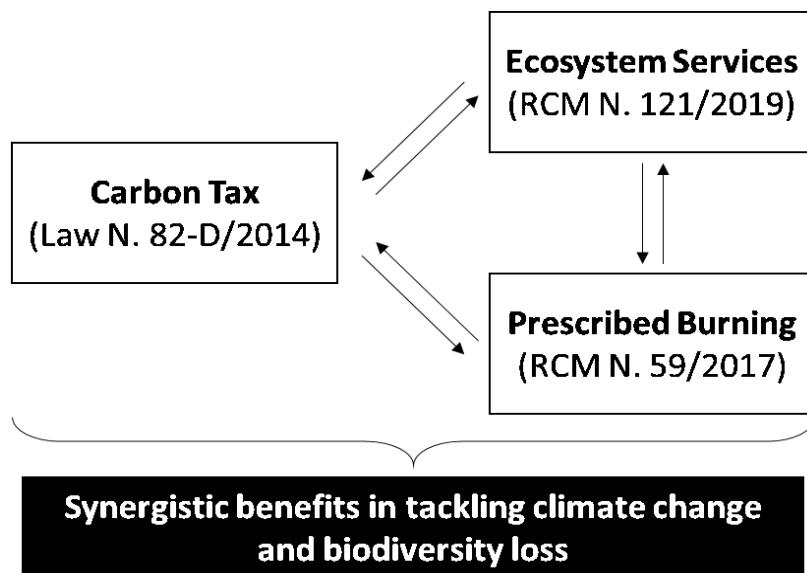 Ecosystem Services
(RCM N. 121/2019)
Carbon Tax
(Law N. 82-D/2014)
Prescribed Burning
(RCM N. 59/2017)
Synergistic benefits in tackling climate change
and biodiversity loss